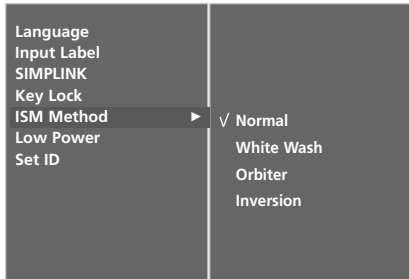 Language
Input Label
SIMPLINK
Key Lock
ISM Method ►
Low Power
Set ID
√ Normal
White Wash
Orbiter
Inversion